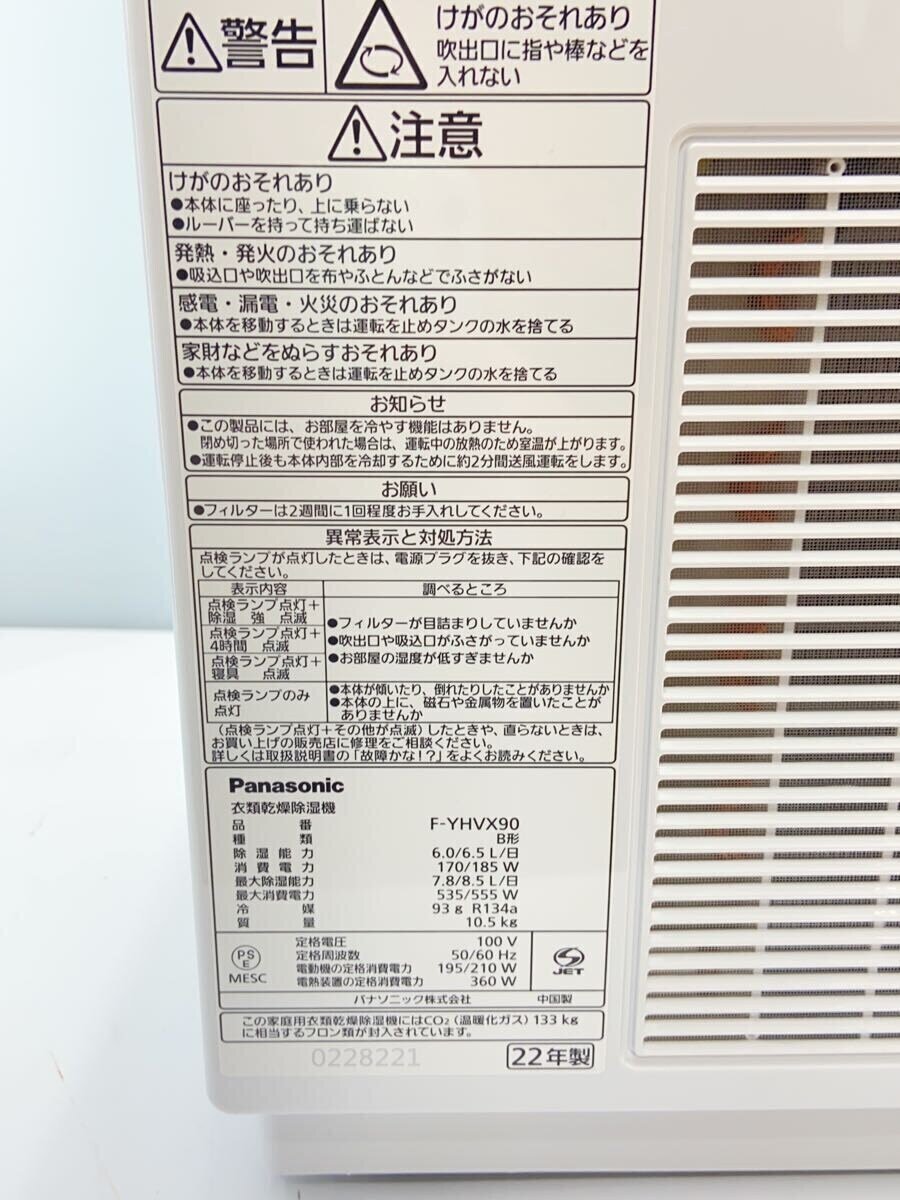 警告
けがのおそれあり
吹出口に指や棒などを
入れない
注意
けがのおそれあり
●本体に座ったり、上に乗らない
●ルーバーを持って持ち運ばない
発熱・発火のおそれあり
●吸込口や吹出口を布やふとんなどでふさがない
感電・漏電・火災のおそれあり
●本体を移動するときは運転を止めタンクの水を捨てる
家財などをぬらすおそれあり
●本体を移動するときは運転を止めタンクの水を捨てる
お知らせ
●この製品には、お部屋を冷やす機能はありません。
閉め切った場所で使われた場合は、運転中の放熱のため室温が上がります。
●運転停止後も本体内部を冷却するために約2分間送風運転をします。
お願い
●フィルターは2週間に1回程度お手入れしてください。
異常表示と対処方法
点検ランプが点灯したときは、電源プラグを抜き、下記の確認を
してください。
表示内容 調べるところ
点検ランプ点灯+
除湿 強 点滅
点検ランプ点灯+
4時間 点滅
点検ランプ点灯+
寝具 点滅
●フィルターが目詰まりしていませんか
●吹出口や吸込口がふさがっていませんか
●お部屋の湿度が低すぎませんか
点検ランプのみ
点灯
●本体が傾いたり、倒れたりしたことがありませんか
●本体の上に、磁石や金属物を置いたことが
ありませんか
(点検ランプ点灯+その他が点滅)したときや、直らないときは、
お買い上げの販売店に修理をご相談ください。
詳しくは取扱説明書の「故障かな!?」をよくお読みください。
Panasonic
衣類乾燥除湿機
品番 F-YHVX90
種類 B形
除湿能力 6.0/6.5 L/日
消費電力 170/185 W
最大除湿能力 7.8/8.5 L/日
最大消費電力 535/555 W
冷媒 93 g R134a
質量 10.5 kg
PS
E
MESC
定格電圧 100 V
定格周波数 50/60 Hz
電動機の定格消費電力 195/210 W
電熱装置の定格消費電力 360 W
JET
パナソニック株式会社 中国製
この家庭用衣類乾燥除湿機にはCO₂(温暖化ガス)133 kg
に相当するフロン類が封入されています。
0228221 22年製